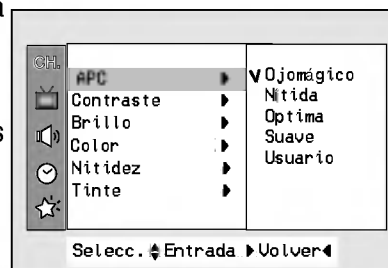 a
CH.
APC
Contraste
Brillo
Color
Nitidez
Tinte
s
Ojomágico
Nítida
Optima
Suave
Usuario
Selecc. Entrada Volver